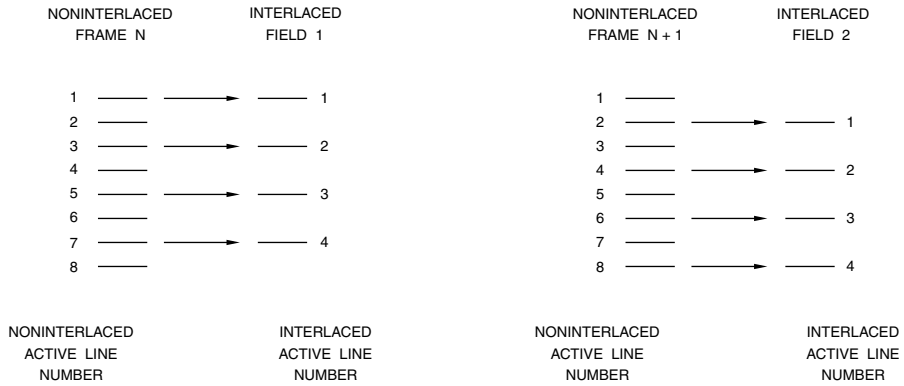 NONINTERLACED
FRAME N
INTERLACED
FIELD 1
1
2
3
4
5
6
7
8
1
2
3
4
NONINTERLACED
ACTIVE LINE
NUMBER
INTERLACED
ACTIVE LINE
NUMBER
NONINTERLACED
FRAME N + 1
INTERLACED
FIELD 2
1
2
3
4
5
6
7
8
1
2
3
4
NONINTERLACED
ACTIVE LINE
NUMBER
INTERLACED
ACTIVE LINE
NUMBER